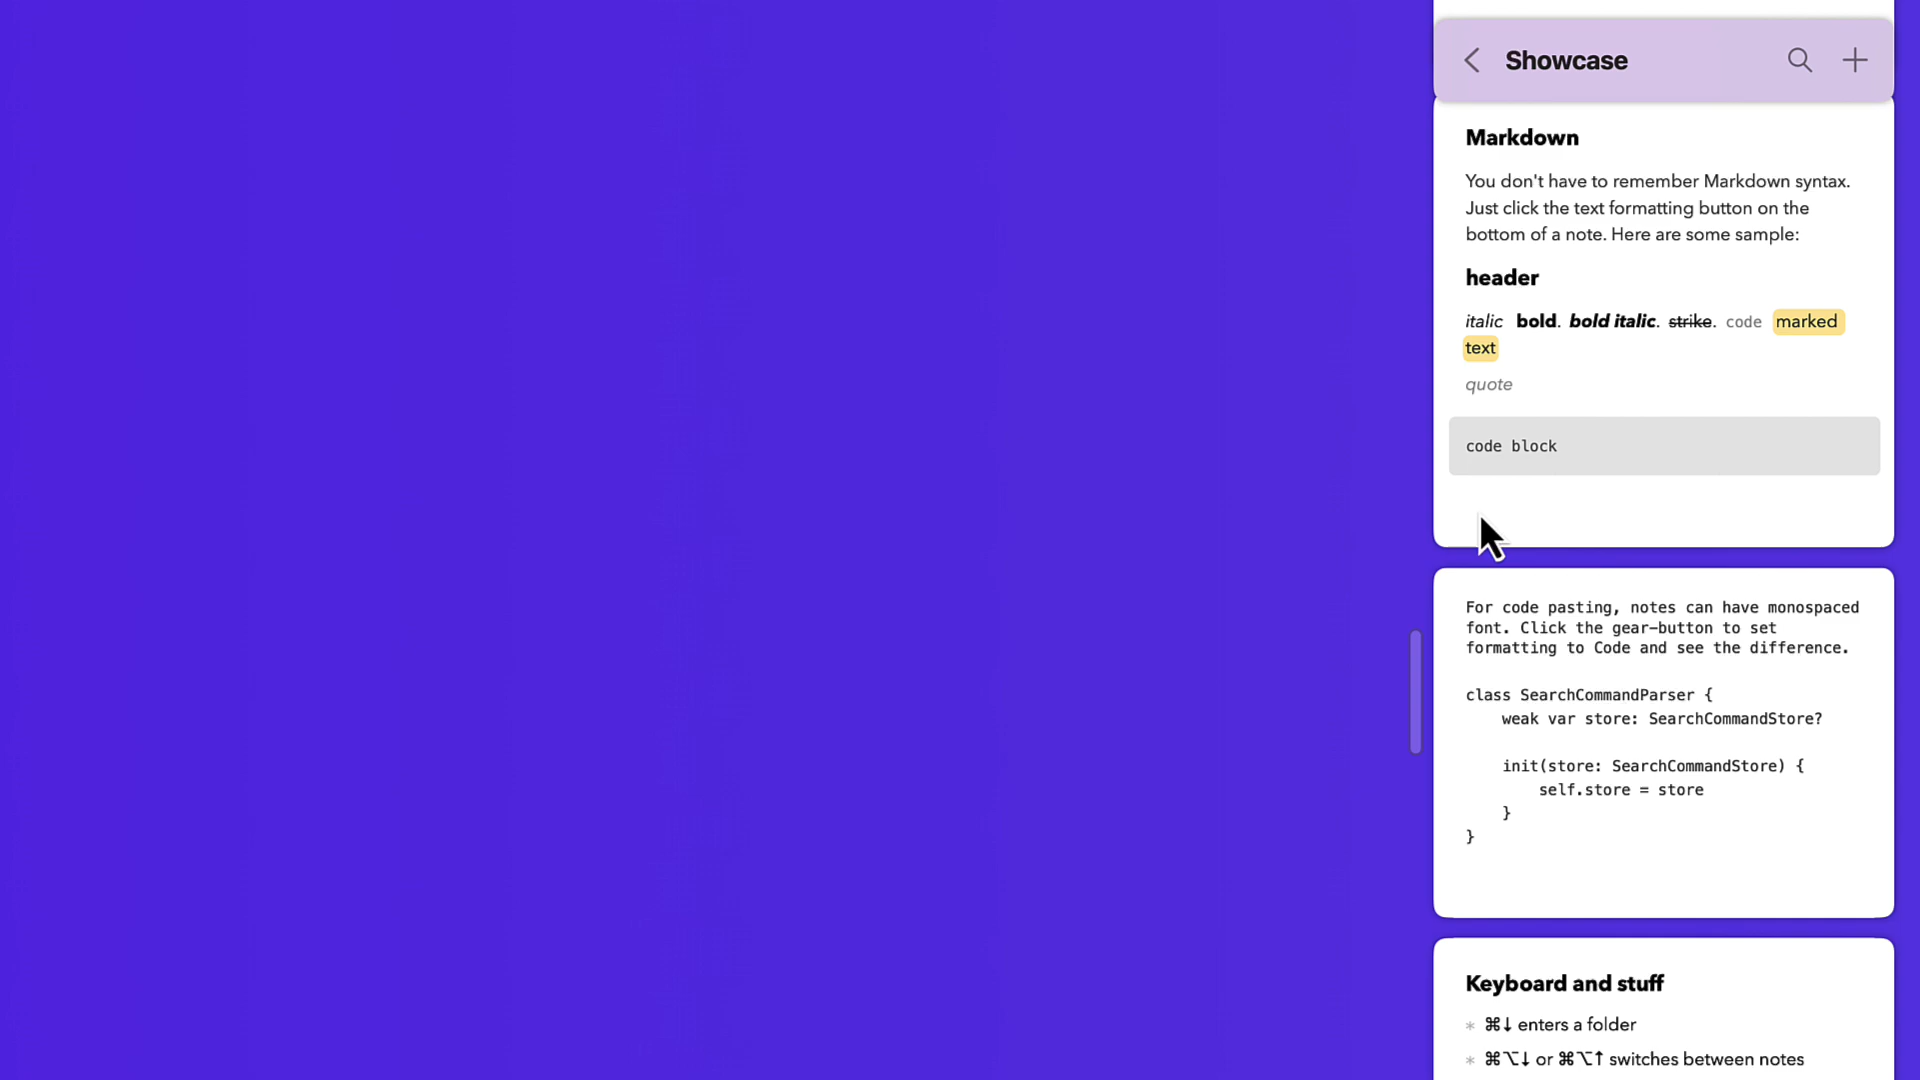 Showcase
Markdown
You don't have to remember Markdown syntax.
Just click the text formatting button on the
bottom of a note. Here are some sample:
header
italic bold. bold italic. strike. code marked
text
quote
code block
For code pasting, notes can have monospaced
font. Click the gear-button to set
formatting to Code and see the difference.
class SearchCommandParser {
    weak var store: SearchCommandStore?
    init(store: SearchCommandStore) {
        self.store = store
    }
}
Keyboard and stuff
* ⌘↓ enters a folder
* ⌘⌥↓ or ⌘⌥↑ switches between notes